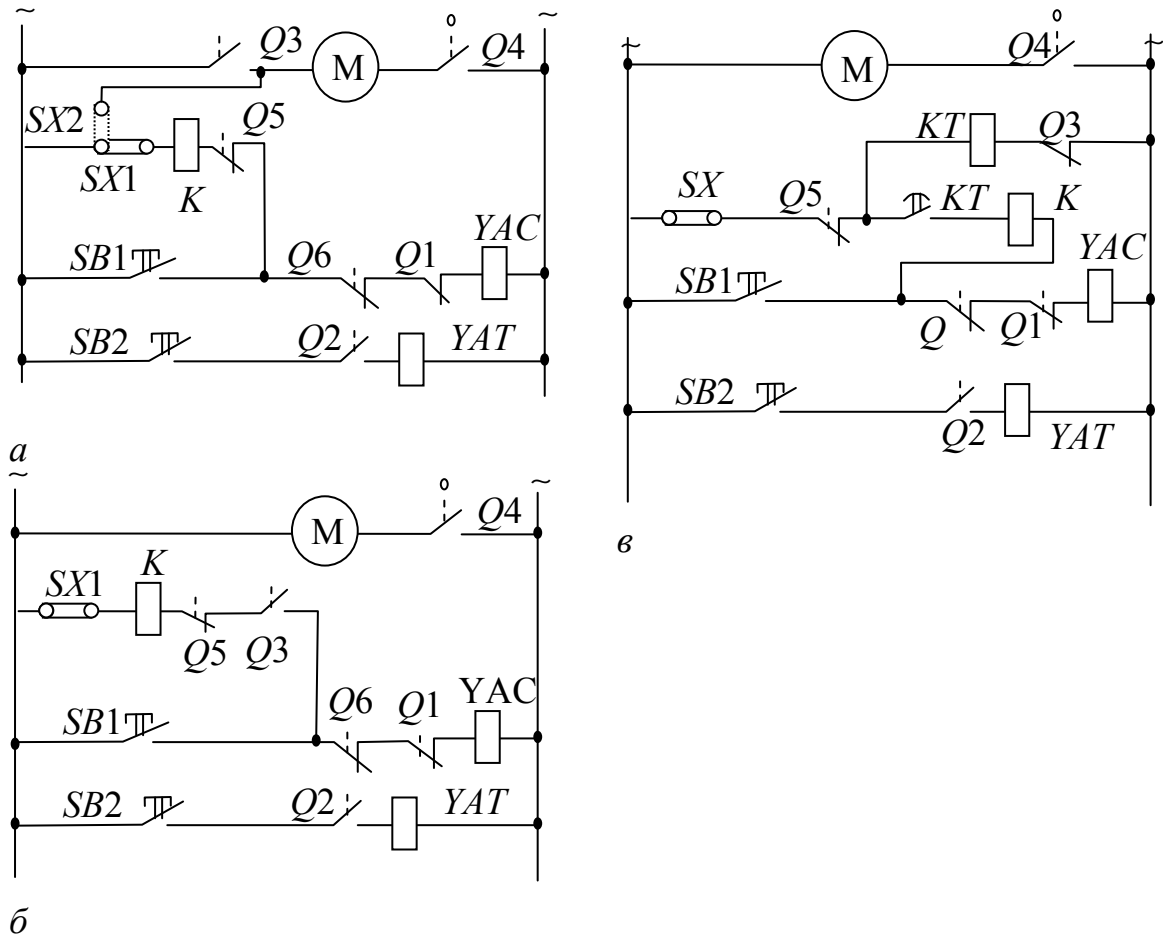 ~ ~
Q3 М Q4
SX2 Q5
SX1 K
SB1 Q6 Q1 YAC
SB2 Q2 YAT
а
~ ~
М Q4
SX1 K
Q5 Q3
SB1 Q6 Q1 YAC
SB2 Q2 YAT
б
~ ~
М Q4
KT Q3
SX Q5 KT K
SB1 Q Q1 YAC
SB2 Q2 YAT
в